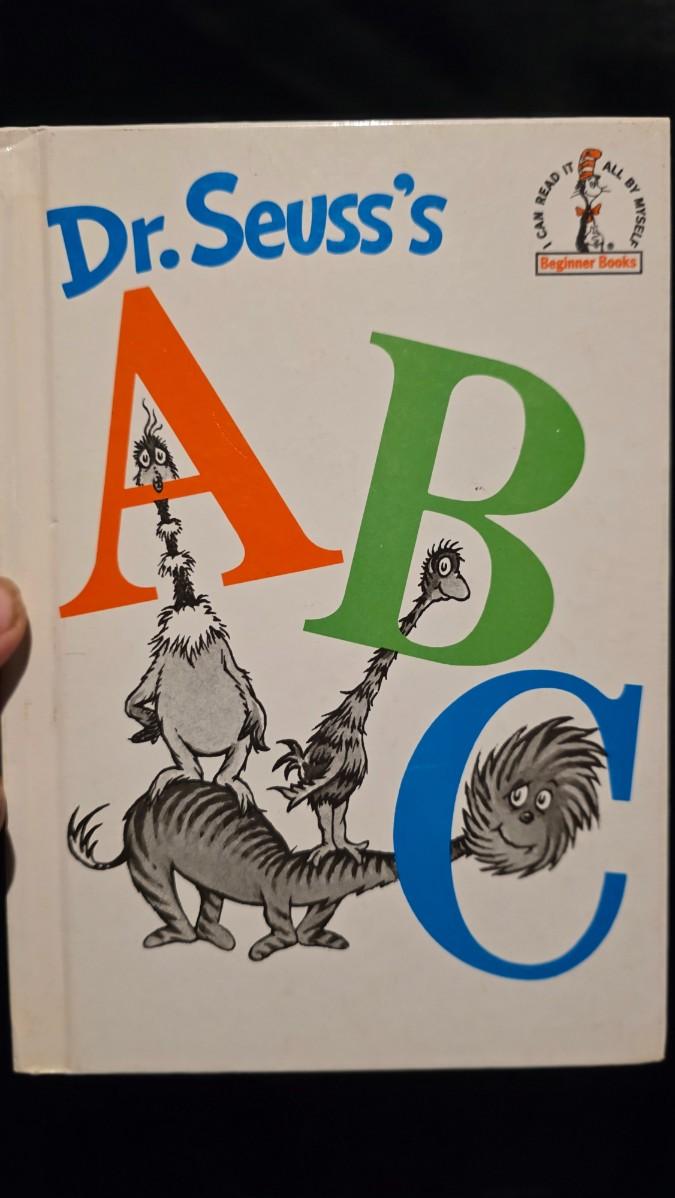 Dr. Seuss's
I CAN READ IT ALL BY MYSELF
Beginner Books
®
A
B
C